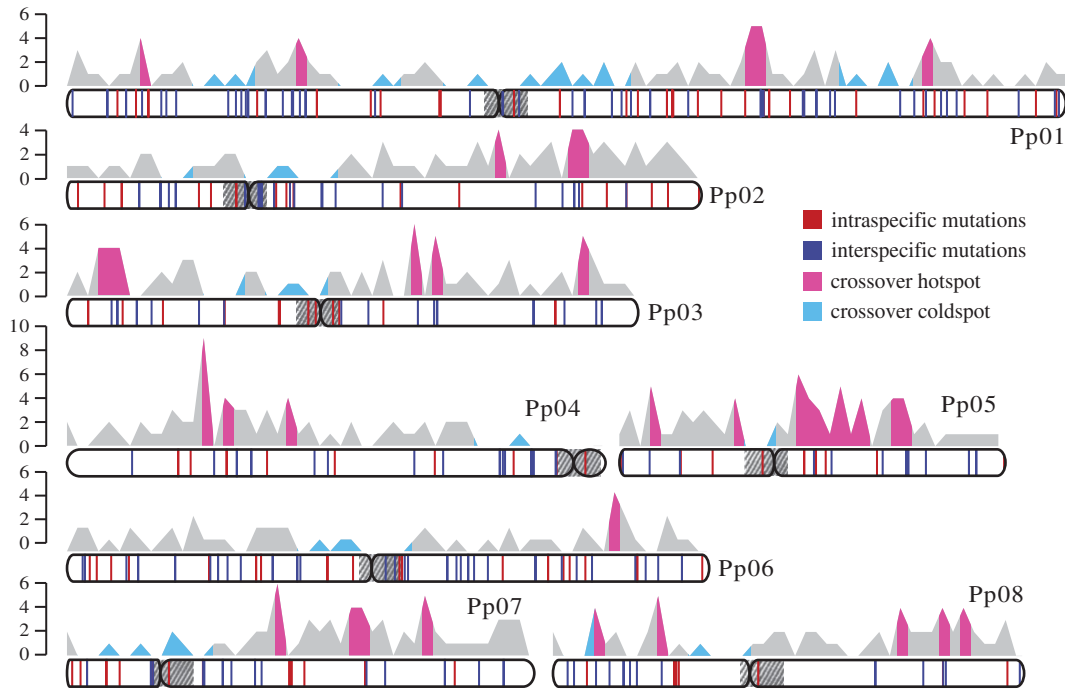 6
4
2
0
Pp01
4
2
0
Pp02
intraspecific mutations
interspecific mutations
crossover hotspot
crossover coldspot
6
4
2
0
Pp03
10
8
6
4
2
0
Pp04
Pp05
6
4
2
0
Pp06
6
4
2
0
Pp07
Pp08